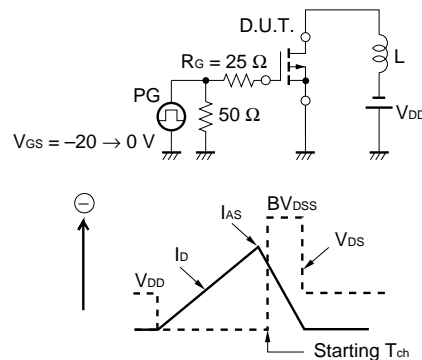 D.U.T.
RG = 25 Ω
PG
50 Ω
L
VDD
VGS = −20 → 0 V
−
IAS
BVDSS
ID
VDS
VDD
Starting Tch